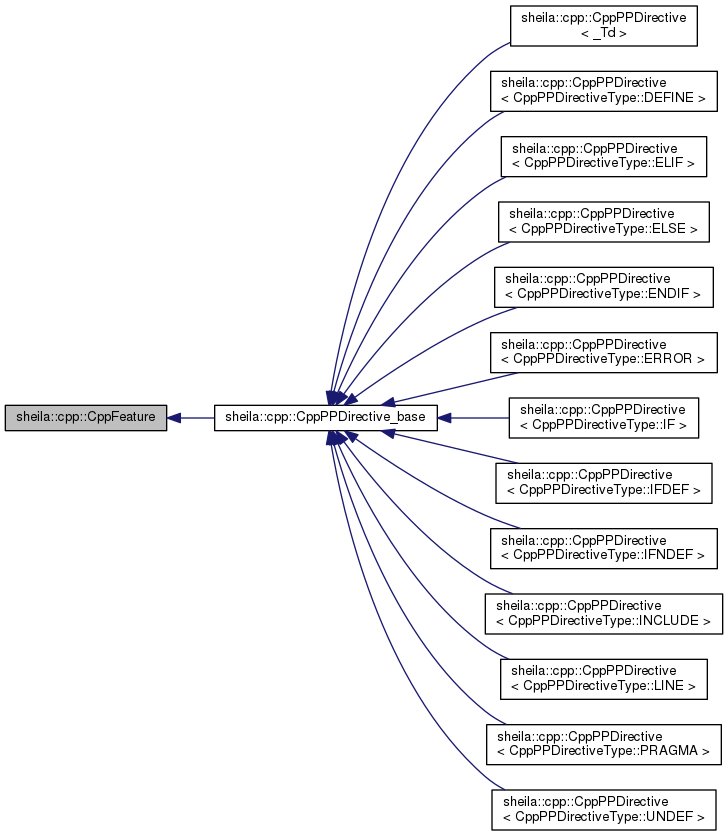 sheila::cpp::CppPPDirective
< _Td >
sheila::cpp::CppPPDirective
< CppPPDirectiveType::DEFINE >
sheila::cpp::CppPPDirective
< CppPPDirectiveType::ELIF >
sheila::cpp::CppPPDirective
< CppPPDirectiveType::ELSE >
sheila::cpp::CppPPDirective
< CppPPDirectiveType::ENDIF >
sheila::cpp::CppPPDirective
< CppPPDirectiveType::ERROR >
sheila::cpp::CppFeature
sheila::cpp::CppPPDirective_base
sheila::cpp::CppPPDirective
< CppPPDirectiveType::IF >
sheila::cpp::CppPPDirective
< CppPPDirectiveType::IFDEF >
sheila::cpp::CppPPDirective
< CppPPDirectiveType::IFNDEF >
sheila::cpp::CppPPDirective
< CppPPDirectiveType::INCLUDE >
sheila::cpp::CppPPDirective
< CppPPDirectiveType::LINE >
sheila::cpp::CppPPDirective
< CppPPDirectiveType::PRAGMA >
sheila::cpp::CppPPDirective
< CppPPDirectiveType::UNDEF >